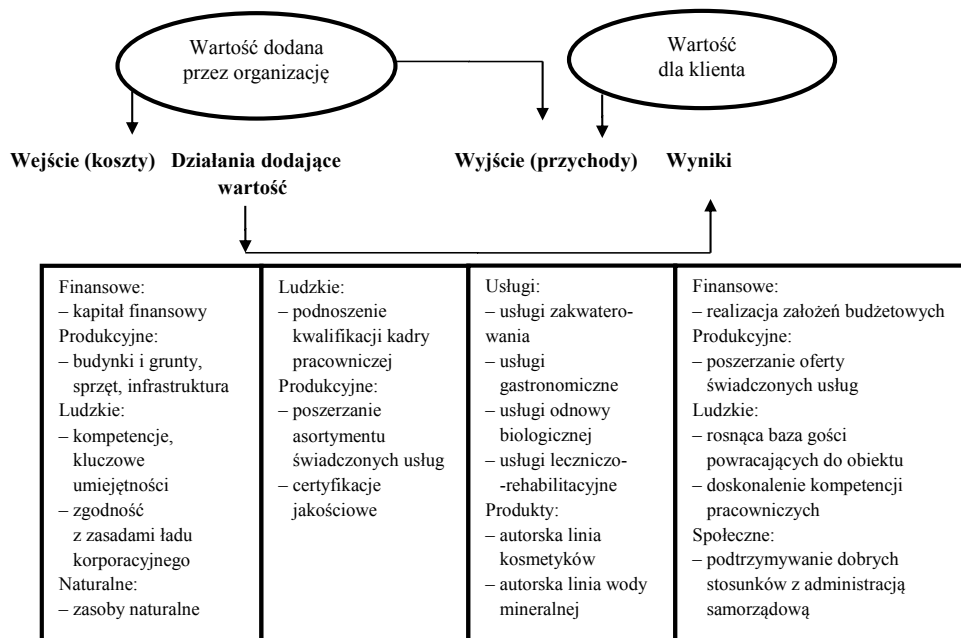 Wartość dodana
przez organizację
Wartość
dla klienta
Wejście (koszty)
Działania dodające
wartość
Wyjście (przychody)
Wyniki
Finansowe:
– kapitał finansowy
Produkcyjne:
– budynki i grunty,
sprzęt, infrastruktura
Ludzkie:
– kompetencje,
kluczowe
umiejętności
– zgodność
z zasadami ładu
korporacyjnego
Naturalne:
– zasoby naturalne
Ludzkie:
– podnoszenie
kwalifikacji kadry
pracowniczej
Produkcyjne:
– poszerzanie
asortymentu
świadczonych usług
– certyfikacje
jakościowe
Usługi:
– usługi zakwatero-
wania
– usługi
gastronomiczne
– usługi odnowy
biologicznej
– usługi leczniczo-
-rehabilitacyjne
Produkty:
– autorska linia
kosmetyków
– autorska linia wody
mineralnej
Finansowe:
– realizacja założeń budżetowych
Produkcyjne:
– poszerzanie oferty
świadczonych usług
Ludzkie:
– rosnąca baza gości
powracających do obiektu
– doskonalenie kompetencji
pracowniczych
Społeczne:
– podtrzymywanie dobrych
stosunków z administracją
samorządową